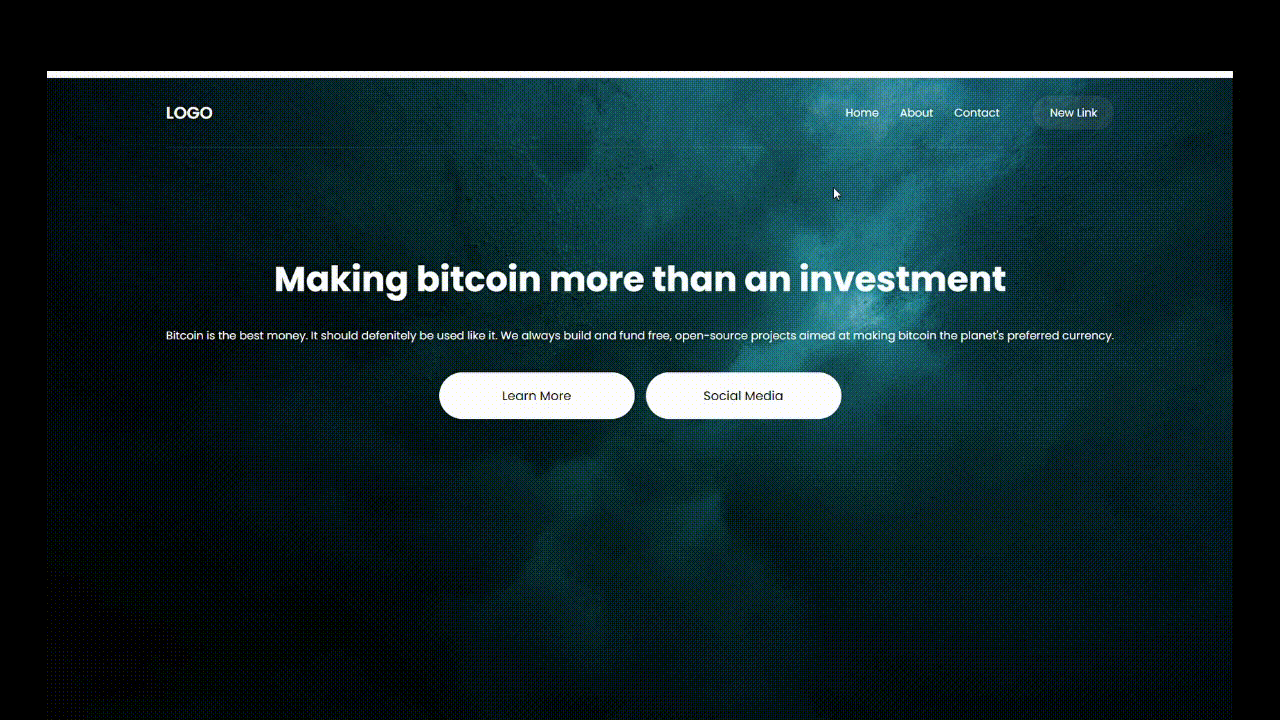 LOGO
Home About Contact New Link
Making bitcoin more than an investment
Bitcoin is the best money. It should defenitely be used like it. We always build and fund free, open-source projects aimed at making bitcoin the planet's preferred currency.
Learn More Social Media